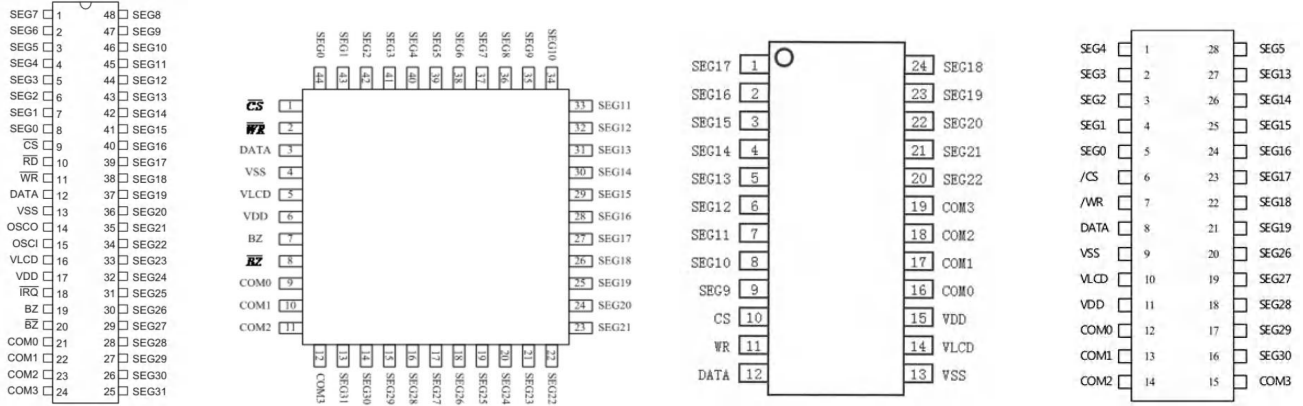 SEG7 1 48 SEG8
SEG6 2 47 SEG9
SEG5 3 46 SEG10
SEG4 4 45 SEG11
SEG3 5 44 SEG12
SEG2 6 43 SEG13
SEG1 7 42 SEG14
SEG0 8 41 SEG15
CS 9 40 SEG16
RD 10 39 SEG17
WR 11 38 SEG18
DATA 12 37 SEG19
VSS 13 36 SEG20
OSCO 14 35 SEG21
OSCI 15 34 SEG22
VLCD 16 33 SEG23
VDD 17 32 SEG24
IRQ 18 31 SEG25
BZ 19 30 SEG26
BZ 20 29 SEG27
COM0 21 28 SEG28
COM1 22 27 SEG29
COM2 23 26 SEG30
COM3 24 25 SEG31
SEG0 SEG1 SEG2 SEG3 SEG4 SEG5 SEG6 SEG7 SEG8 SEG9 SEG10
44 43 42 41 40 39 38 37 36 35 34
CS 1 33 SEG11
WR 2 32 SEG12
DATA 3 31 SEG13
VSS 4 30 SEG14
VLCD 5 29 SEG15
VDD 6 28 SEG16
BZ 7 27 SEG17
BZ 8 26 SEG18
COM0 9 25 SEG19
COM1 10 24 SEG20
COM2 11 23 SEG21
12 13 14 15 16 17 18 19 20 21 22
COM3 SEG31 SEG30 SEG29 SEG28 SEG27 SEG26 SEG25 SEG24 SEG23 SEG22
SEG17 1 24 SEG18
SEG16 2 23 SEG19
SEG15 3 22 SEG20
SEG14 4 21 SEG21
SEG13 5 20 SEG22
SEG12 6 19 COM3
SEG11 7 18 COM2
SEG10 8 17 COM1
SEG9 9 16 COM0
CS 10 15 VDD
WR 11 14 VLCD
DATA 12 13 VSS
SEG4 1 28 SEG5
SEG3 2 27 SEG13
SEG2 3 26 SEG14
SEG1 4 25 SEG15
SEG0 5 24 SEG16
/CS 6 23 SEG17
/WR 7 22 SEG18
DATA 8 21 SEG19
VSS 9 20 SEG26
VLCD 10 19 SEG27
VDD 11 18 SEG28
COM0 12 17 SEG29
COM1 13 16 SEG30
COM2 14 15 COM3